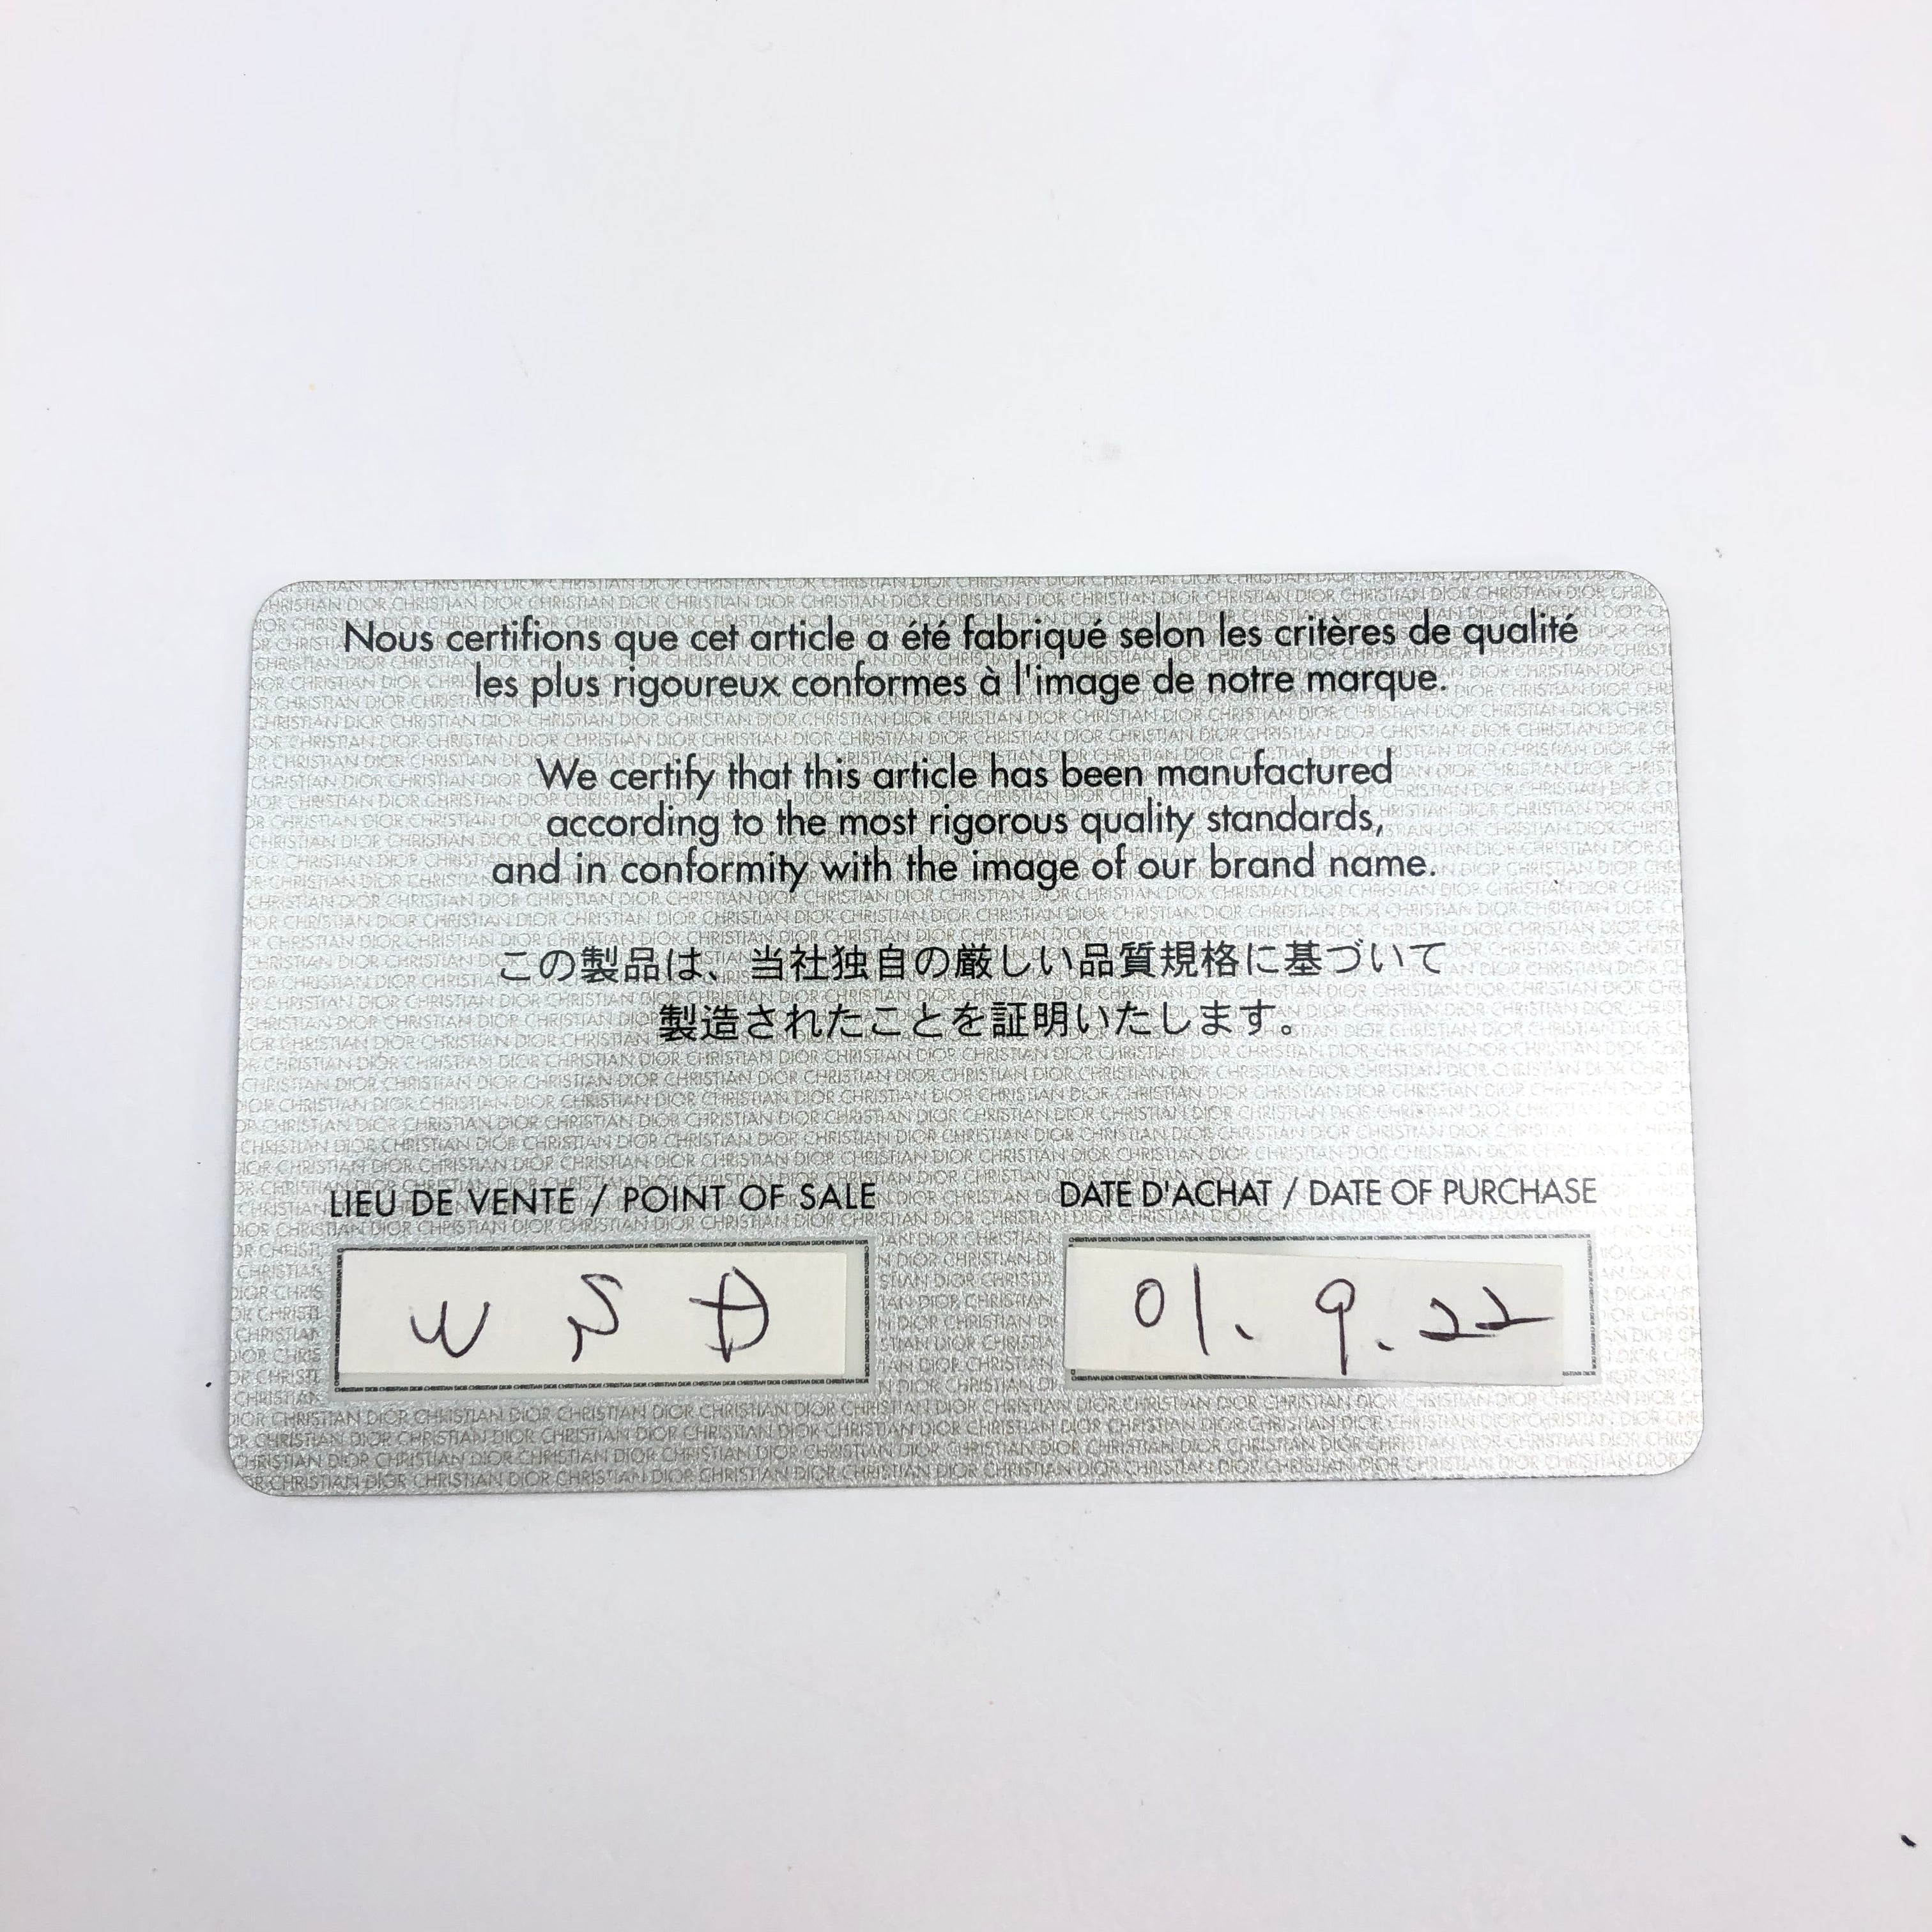 Nous certifions que cet article a été fabriqué selon les critères de qualité
les plus rigoureux conformes à l'image de notre marque.
We certify that this article has been manufactured
according to the most rigorous quality standards,
and in conformity with the image of our brand name.
この製品は、当社独自の厳しい品質規格に基づいて
製造されたことを証明いたします。
LIEU DE VENTE / POINT OF SALE
DATE D'ACHAT / DATE OF PURCHASE
01. 9. 22